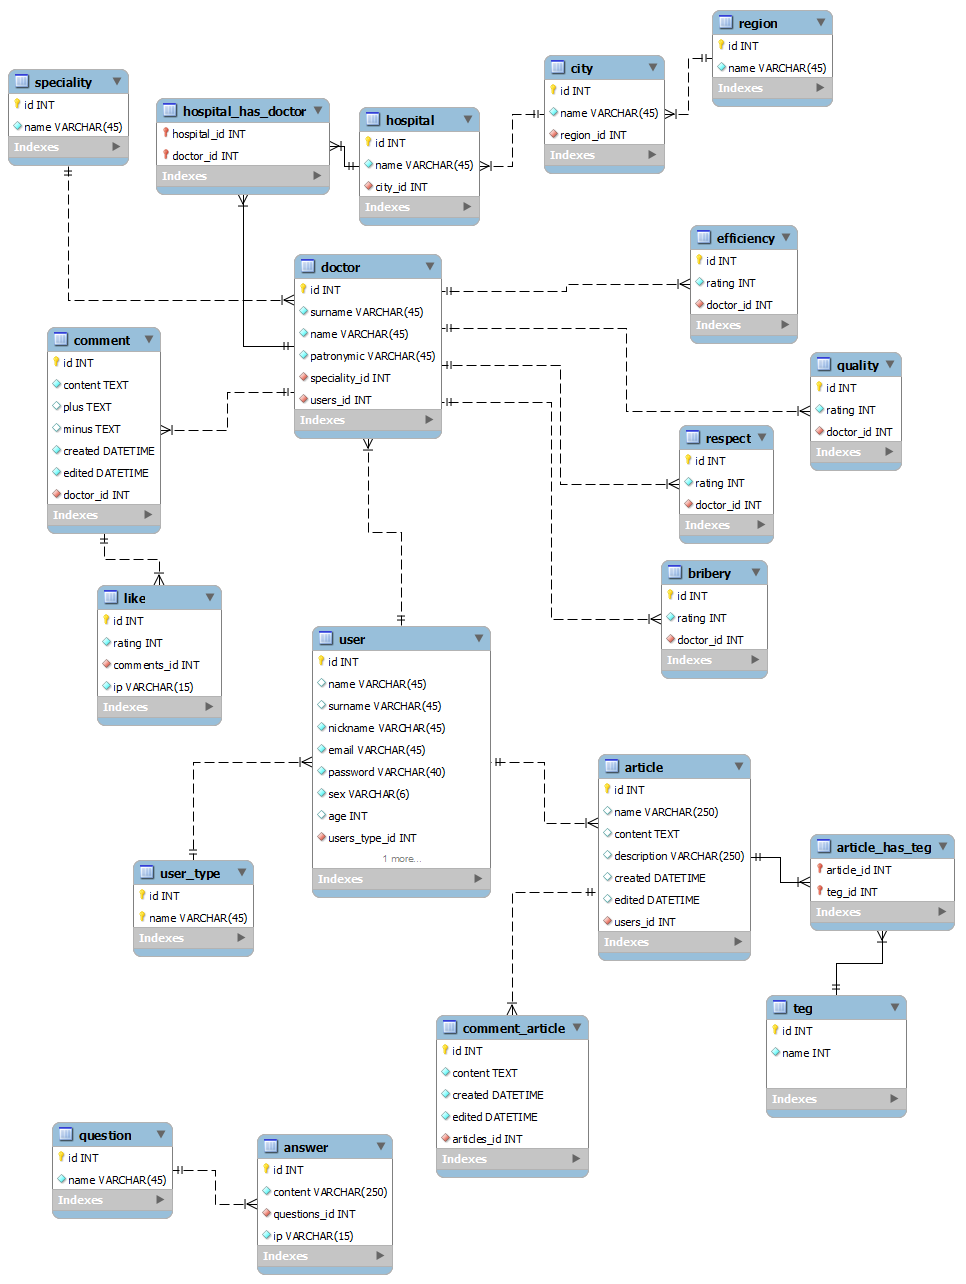 region
id INT
name VARCHAR(45)
Indexes
city
id INT
name VARCHAR(45)
region_id INT
Indexes
speciality
id INT
name VARCHAR(45)
Indexes
hospital_has_doctor
hospital_id INT
doctor_id INT
Indexes
hospital
id INT
name VARCHAR(45)
city_id INT
Indexes
efficiency
id INT
rating INT
doctor_id INT
Indexes
doctor
id INT
surname VARCHAR(45)
name VARCHAR(45)
patronymic VARCHAR(45)
speciality_id INT
users_id INT
Indexes
comment
id INT
content TEXT
plus TEXT
minus TEXT
created DATETIME
edited DATETIME
doctor_id INT
Indexes
quality
id INT
rating INT
doctor_id INT
Indexes
respect
id INT
rating INT
doctor_id INT
Indexes
bribery
id INT
rating INT
doctor_id INT
Indexes
like
id INT
rating INT
comments_id INT
ip VARCHAR(15)
Indexes
user
id INT
name VARCHAR(45)
surname VARCHAR(45)
nickname VARCHAR(45)
email VARCHAR(45)
password VARCHAR(40)
sex VARCHAR(6)
age INT
users_type_id INT
1 more...
Indexes
article
id INT
name VARCHAR(250)
content TEXT
description VARCHAR(250)
created DATETIME
edited DATETIME
users_id INT
Indexes
article_has_teg
article_id INT
teg_id INT
Indexes
user_type
id INT
name VARCHAR(45)
Indexes
teg
id INT
name INT
Indexes
comment_article
id INT
content TEXT
created DATETIME
edited DATETIME
articles_id INT
Indexes
question
id INT
name VARCHAR(45)
Indexes
answer
id INT
content VARCHAR(250)
questions_id INT
ip VARCHAR(15)
Indexes